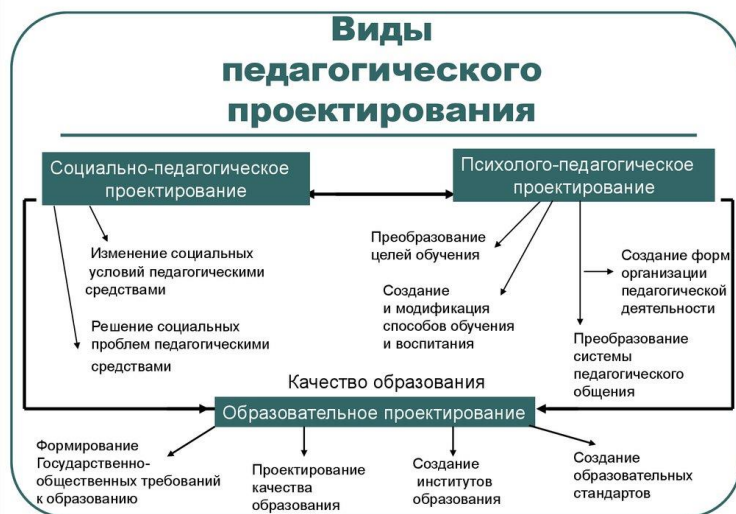 Виды
педагогического
проектирования
Социально-педагогическое
проектирование
Психолого-педагогическое
проектирование
Изменение социальных
условий педагогическими
средствами
Решение социальных
проблем педагогическими
средствами
Преобразование
целей обучения
Создание
и модификация
способов обучения
и воспитания
Создание форм
организации
педагогической
деятельности
Преобразование
системы
педагогического
общения
Качество образования
Образовательное проектирование
Формирование
Государственно-
общественных требований
к образованию
Проектирование
качества
образования
Создание
институтов
образования
Создание
образовательных
стандартов